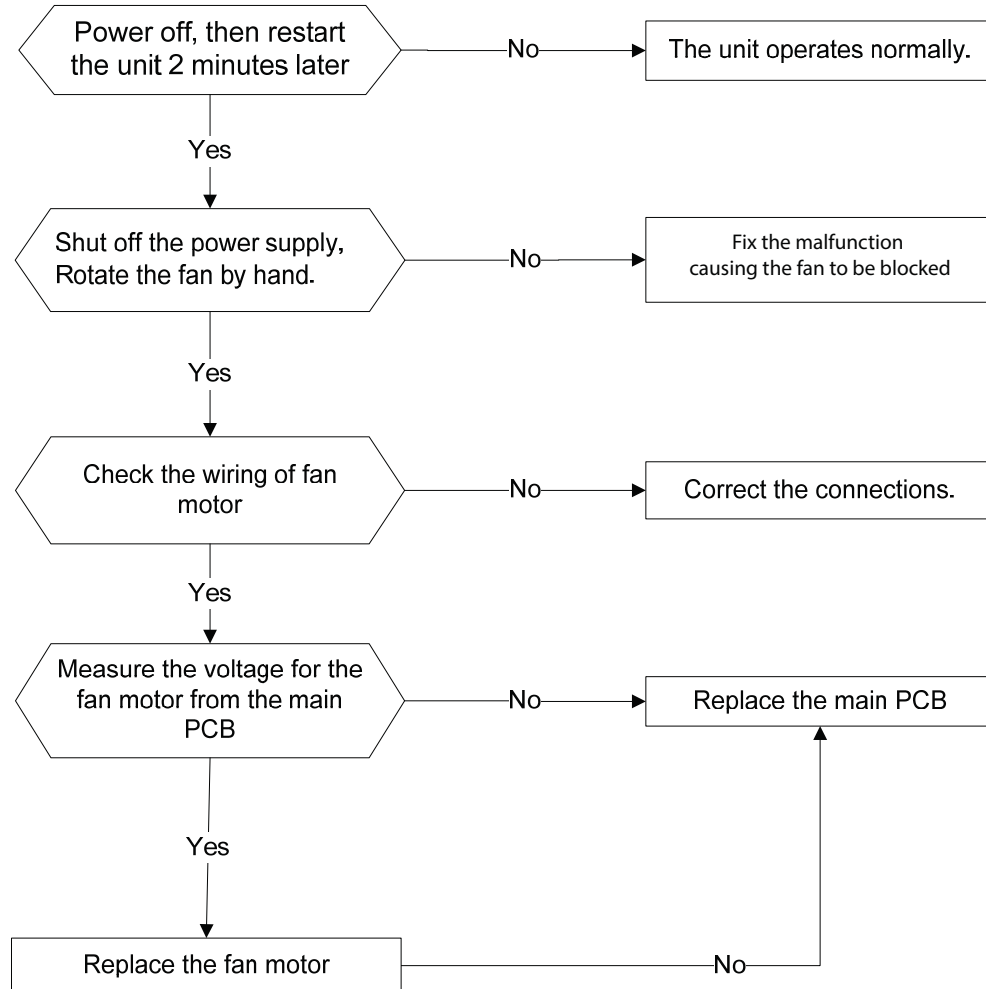 Power off, then restart
the unit 2 minutes later
No
The unit operates normally.
Yes
Shut off the power supply,
Rotate the fan by hand.
No
Fix the malfunction
causing the fan to be blocked
Yes
Check the wiring of fan
motor
No
Correct the connections.
Yes
Measure the voltage for the
fan motor from the main
PCB
No
Replace the main PCB
Yes
Replace the fan motor
No